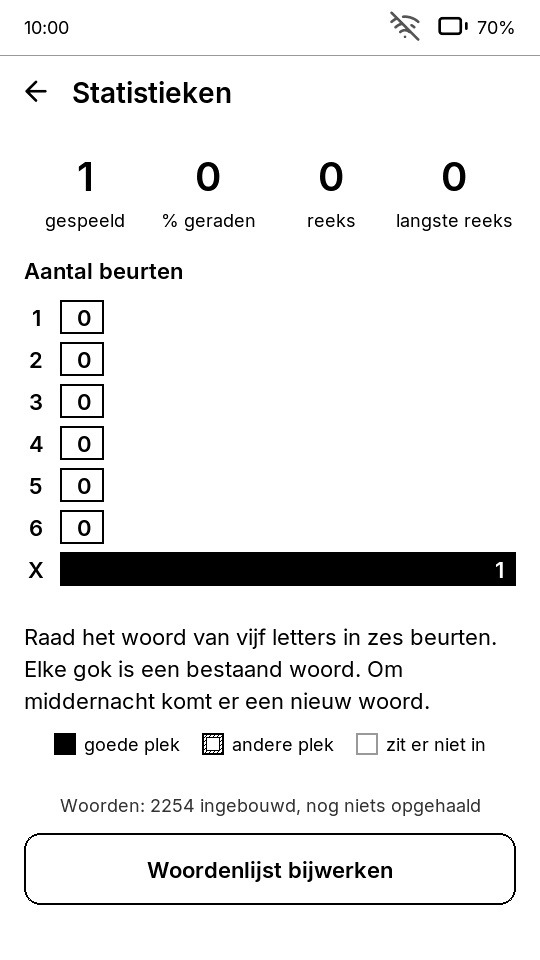 10:00
70%
Statistieken
1 0 0 0
gespeeld % geraden reeks langste reeks
Aantal beurten
1 0
2 0
3 0
4 0
5 0
6 0
X 1
Raad het woord van vijf letters in zes beurten.
Elke gok is een bestaand woord. Om
middernacht komt er een nieuw woord.
goede plek andere plek zit er niet in
Woorden: 2254 ingebouwd, nog niets opgehaald
Woordenlijst bijwerken